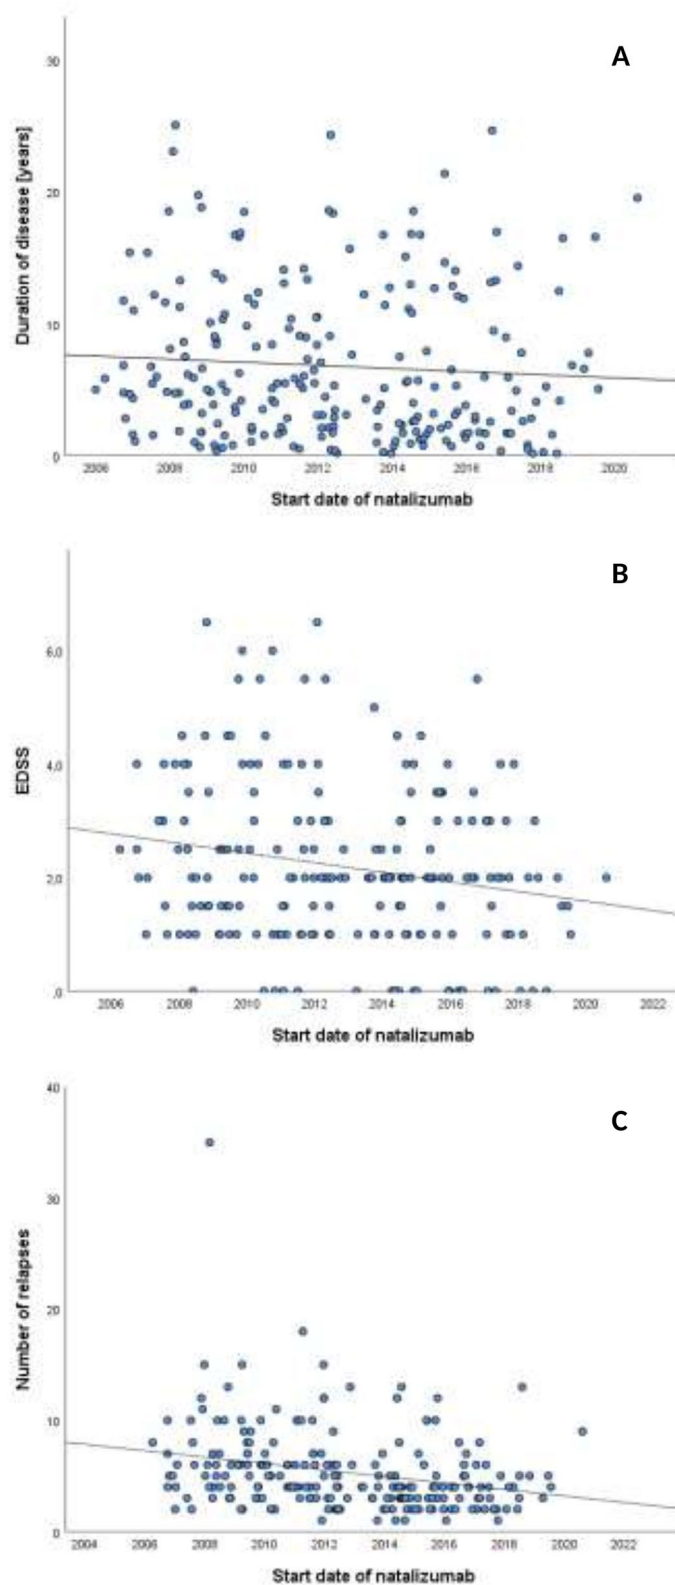 A
30
20
10
0
Duration of disease [years]
2006 2008 2010 2012 2014 2016 2018 2020
Start date of natalizumab
B
6,0
4,0
2,0
,0
EDSS
2006 2008 2010 2012 2014 2016 2018 2020 2022
Start date of natalizumab
C
40
30
20
10
0
Number of relapses
2004 2006 2008 2010 2012 2014 2016 2018 2020 2022
Start date of natalizumab